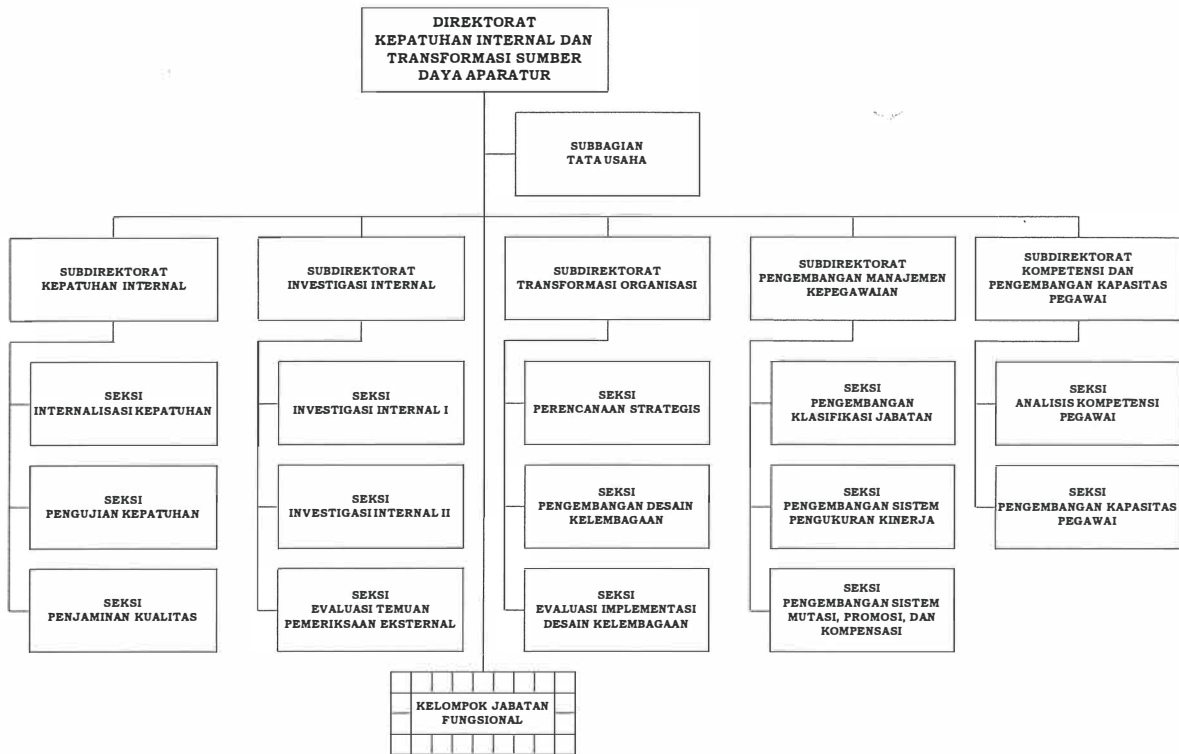 DIREKTORAT
KEPATUHAN INTERNAL DAN
TRANSFORMASI SUMBER
DAYA APARATUR
SUBBAGIAN
TATA USAHA
SUBDIREKTORAT
KEPATUHAN INTERNAL
SUBDIREKTORAT
INVESTIGASI INTERNAL
SUBDIREKTORAT
TRANSFORMASI ORGANISASI
SUBDIREKTORAT
PENGEMBANGAN MANAJEMEN
KEPEGAWAIAN
SUBDIREKTORAT
KOMPETENSI DAN
PENGEMBANGAN KAPASITAS
PEGAWAI
SEKSI
INTERNALISASI KEPATUHAN
SEKSI
INVESTIGASI INTERNAL I
SEKSI
PERENCANAAN STRATEGIS
SEKSI
PENGEMBANGAN
KLASIFIKASI JABATAN
SEKSI
ANALISIS KOMPETENSI
PEGAWAI
SEKSI
PENGUJIAN KEPATUHAN
SEKSI
INVESTIGASI INTERNAL II
SEKSI
PENGEMBANGAN DESAIN
KELEMBAGAAN
SEKSI
PENGEMBANGAN SISTEM
PENGUKURAN KINERJA
SEKSI
PENGEMBANGAN KAPASITAS
PEGAWAI
SEKSI
PENJAMINAN KUALITAS
SEKSI
EVALUASI TEMUAN
PEMERIKSAAN EKSTERNAL
SEKSI
EVALUASI IMPLEMENTASI
DESAIN KELEMBAGAAN
SEKSI
PENGEMBANGAN SISTEM
MUTASI, PROMOSI, DAN
KOMPENSASI
KELOMPOK JABATAN
FUNGSIONAL